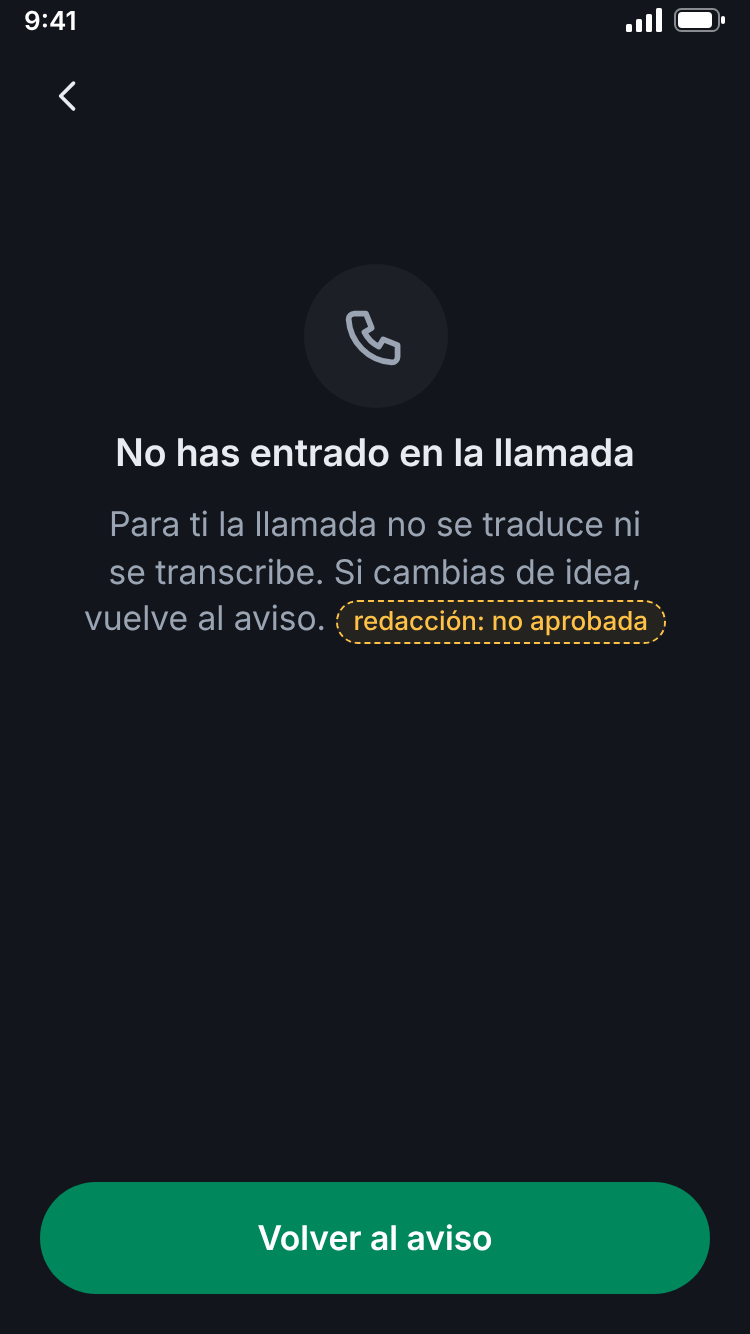 9:41
No has entrado en la llamada
Para ti la llamada no se traduce ni
se transcribe. Si cambias de idea,
vuelve al aviso. redacción: no aprobada
Volver al aviso